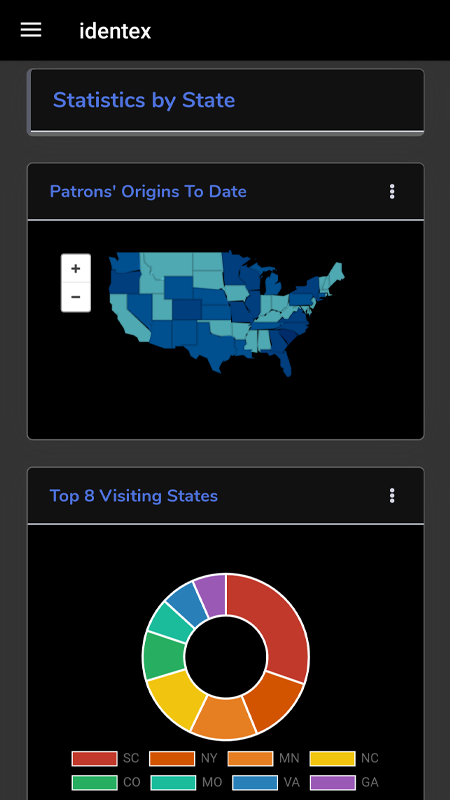 identex
Statistics by State
Patrons' Origins To Date
+
−
Top 8 Visiting States
SC NY MN NC
CO MO VA GA